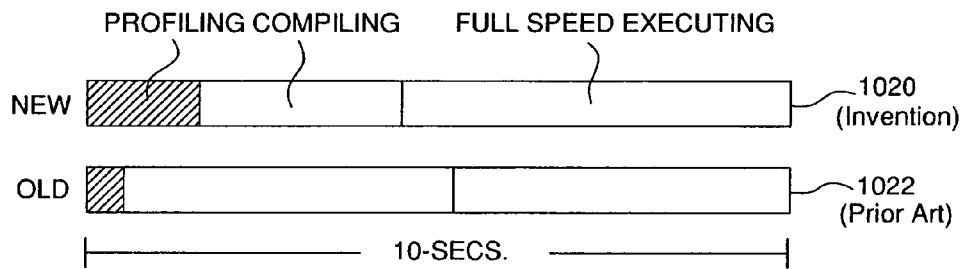 PROFILING COMPILING FULL SPEED EXECUTING
NEW
1020
(Invention)
OLD
1022
(Prior Art)
10-SECS.